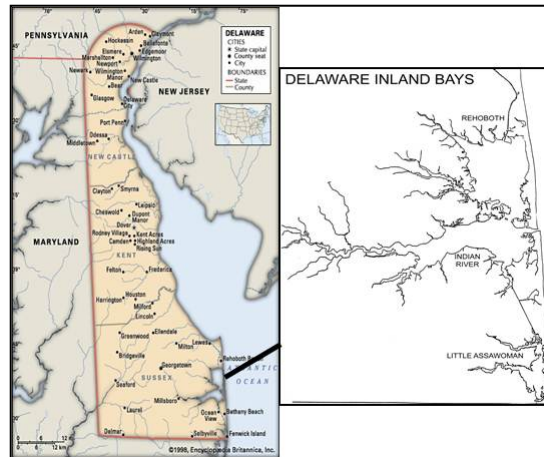 PENNSYLVANIA
DELAWARE
CITIES
State capital
County seat
City
BOUNDARIES
State
County
Arden
Claymont
Hockessin
Bellefonte
Elsmere
Edgemoor
Marshallton
Wilmington
Newport
Newark
Wilmington
Manor
New Castle
Bear
NEW JERSEY
Glasgow
Delaware
City
Port Penn
Odessa
Middletown
NEW CASTLE
Clayton
Smyrna
Leipsic
Cheswold
Dupont
Manor
Dover
Rodney Village
Kent Acres
Camden
Highland Acres
Rising Sun
MARYLAND
KENT
Felton
Frederica
Houston
Harrington
Milford
Lincoln
Greenwood
Ellendale
Lewes
Milton
Bridgeville
Rehoboth Beach
Georgetown
ATLANTIC
OCEAN
SUSSEX
Seaford
Millsboro
Laurel
Ocean
View
Bethany Beach
Delmar
Selbyville
Fenwick Island
©1998, Encyclopædia Britannica, Inc.
DELAWARE INLAND BAYS
REHOBOTH
INDIAN
RIVER
LITTLE ASSAWOMAN